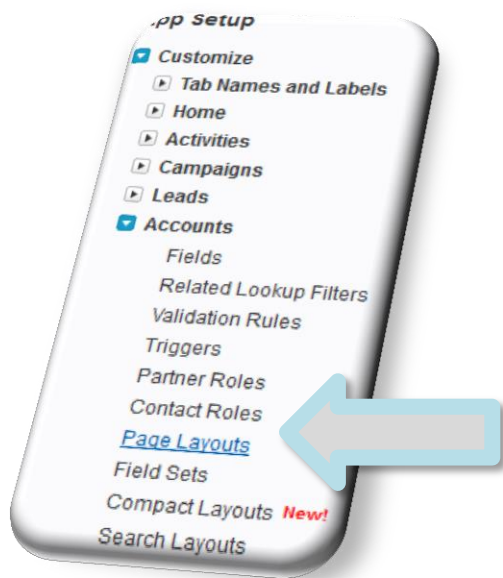 App Setup
Customize
Tab Names and Labels
Home
Activities
Campaigns
Leads
Accounts
Fields
Related Lookup Filters
Validation Rules
Triggers
Partner Roles
Contact Roles
Page Layouts
Field Sets
Compact Layouts New!
Search Layouts